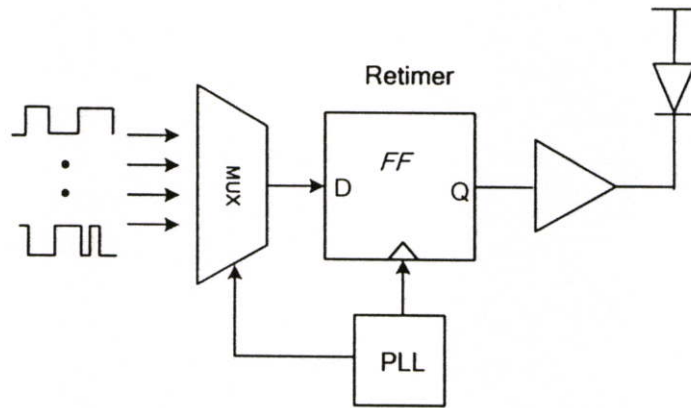 Retimer
MUX
FF
D
Q
PLL